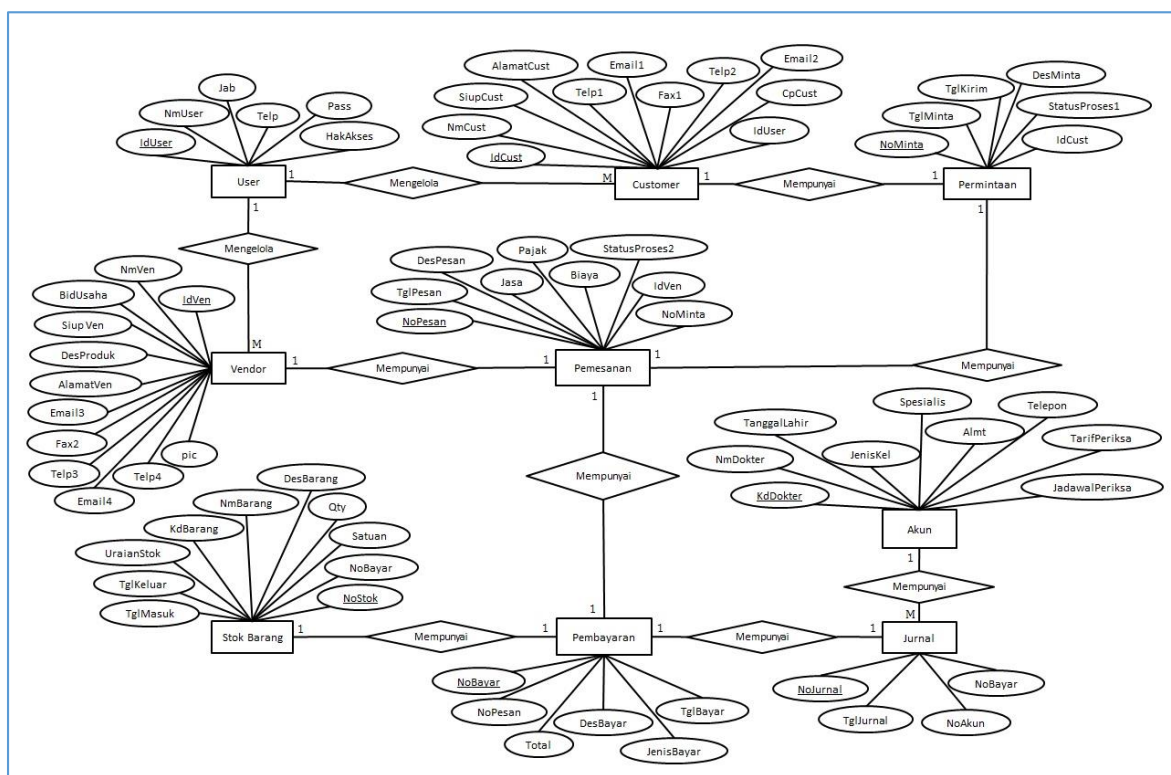 User
IdUser
NmUser
Jab
Telp
Pass
HakAkses
1
Mengelola
M
Customer
IdCust
NmCust
SiupCust
AlamatCust
Telp1
Email1
Fax1
Telp2
Email2
CpCust
IdUser
1
Mempunyai
1
Permintaan
NoMinta
TglMinta
TglKirim
DesMinta
StatusProses1
IdCust
1
1
Mengelola
M
Vendor
NmVen
IdVen
BidUsaha
Siup Ven
DesProduk
AlamatVen
Email3
Fax2
Telp3
Email4
Telp4
pic
1
Mempunyai
1
Pemesanan
NoPesan
TglPesan
DesPesan
Jasa
Pajak
Biaya
StatusProses2
IdVen
NoMinta
1
Mempunyai
1
Mempunyai
1
Akun
KdDokter
NmDokter
TanggalLahir
JenisKel
Spesialis
Almt
Telepon
TarifPeriksa
JadawalPeriksa
1
Mempunyai
M
Stok Barang
TglMasuk
TglKeluar
UraianStok
KdBarang
NmBarang
DesBarang
Qty
Satuan
NoBayar
NoStok
1
Mempunyai
1
Pembayaran
NoBayar
NoPesan
Total
DesBayar
JenisBayar
TglBayar
1
Mempunyai
1
Jurnal
NoJurnal
TglJurnal
NoAkun
NoBayar